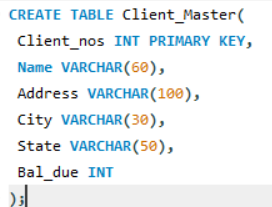 CREATE TABLE Client_Master(
Client_nos INT PRIMARY KEY,
Name VARCHAR(60),
Address VARCHAR(100),
City VARCHAR(30),
State VARCHAR(50),
Bal_due INT
);